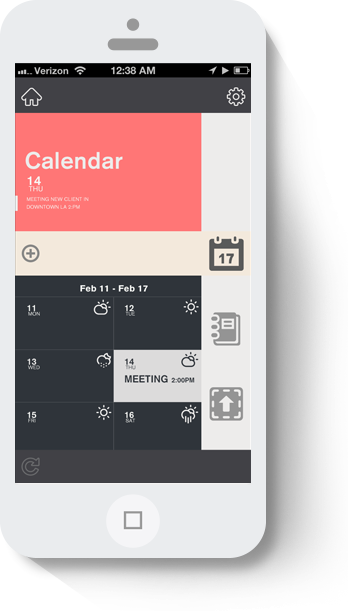 Verizon 12:38 AM
Calendar
14
THU
MEETING NEW CLIENT IN
DOWNTOWN LA 2:PM
17
Feb 11 - Feb 17
11
MON
12
TUE
13
WED
14
THU
MEETING 2:00PM
15
FRI
16
SAT